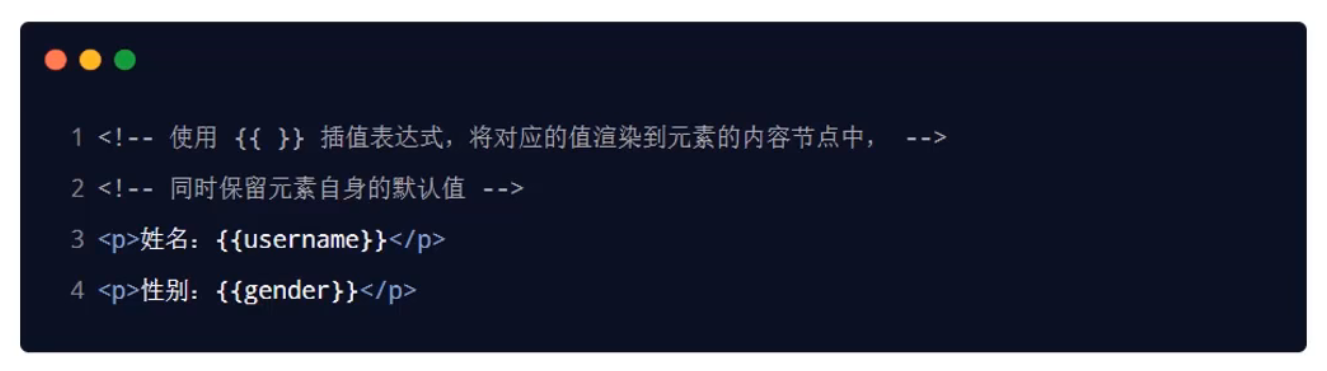 1 <!-- 使用 {{ }} 插值表达式，将对应的值渲染到元素的内容节点中， -->
2 <!-- 同时保留元素自身的默认值 -->
3 <p>姓名：{{username}}</p>
4 <p>性别：{{gender}}</p>